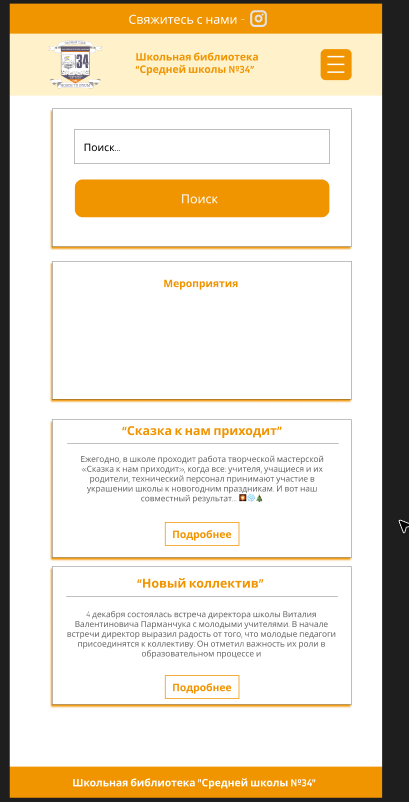 Свяжитесь с нами -
34
Школьная библиотека
"Средней школы №34"
Поиск...
Поиск
Мероприятия
"Сказка к нам приходит"
Ежегодно, в школе проходит работа творческой мастерской
«Сказка к нам приходит», когда все: учителя, учащиеся и их
родители, технический персонал принимают участие в
украшении школы к новогодним праздникам. И вот наш
совместный результат... 🎇❄️🎄
Подробнее
"Новый коллектив"
4 декабря состоялась встреча директора школы Виталия
Валентиновича Парманчука с молодыми учителями. В начале
встречи директор выразил радость от того, что молодые педагоги
присоединятся к коллективу. Он отметил важность их роли в
образовательном процессе и
Подробнее
Школьная библиотека "Средней школы №34"